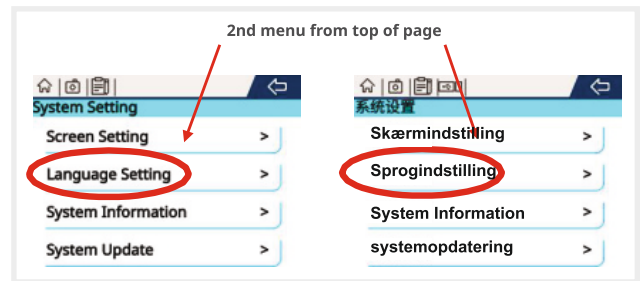 2nd menu from top of page
System Setting
Screen Setting >
Language Setting >
System Information >
System Update >
系统设置
Skærmindstilling >
Sprogindstilling >
System Information >
systemopdatering >